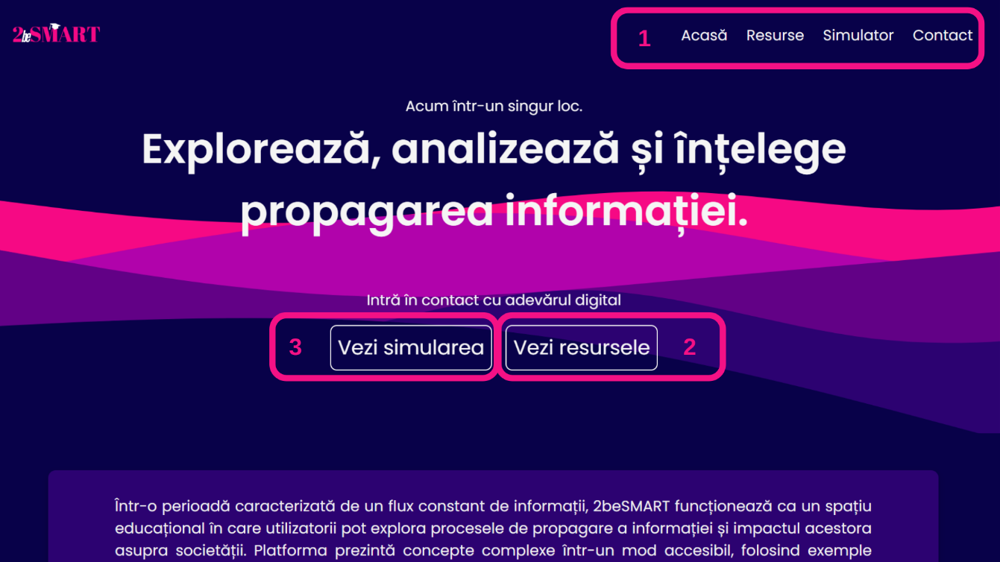 2beSMART
1 Acasă Resurse Simulator Contact
Acum într-un singur loc.
Explorează, analizează și înțelege
propagarea informației.
Intră în contact cu adevărul digital
3 Vezi simularea Vezi resursele 2
Într-o perioadă caracterizată de un flux constant de informații, 2beSMART funcționează ca un spațiu
educațional în care utilizatorii pot explora procesele de propagare a informației și impactul acestora
asupra societății. Platforma prezintă concepte complexe într-un mod accesibil, folosind exemple